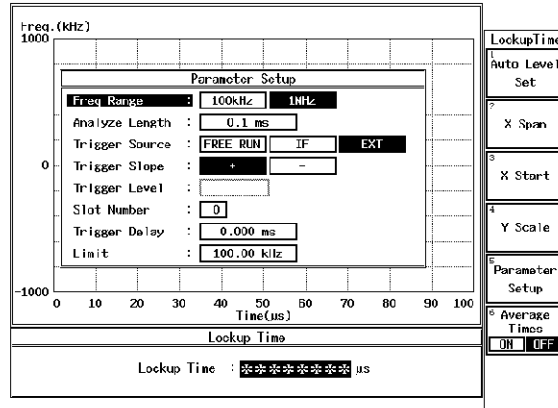 Freq.(kHz)
1000
Parameter Setup
Freq Range : 100kHz 1MHz
Analyze Length : 0.1 ms
Trigger Source : FREE RUN IF EXT
0
Trigger Slope : + -
Trigger Level :
Slot Number : 0
Trigger Delay : 0.000 ms
Limit : 100.00 kHz
-1000
0 10 20 30 40 50 60 70 80 90 100
Time(μs)
Lockup Time
Lockup Time : ********** μs
LockupTime
1
Auto Level
Set
2
X Span
3
X Start
4
Y Scale
5
Parameter
Setup
6 Average
Times
ON OFF